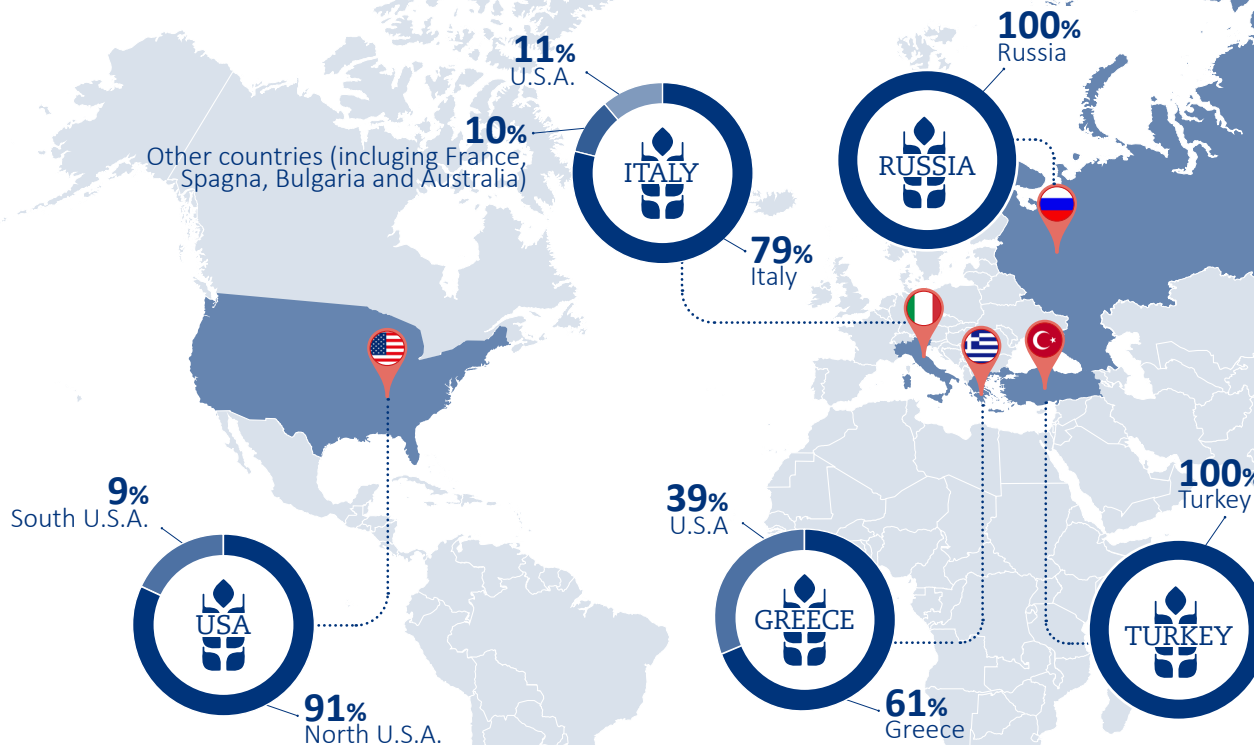 11%
U.S.A.
10%
Other countries (incluging France,
Spagna, Bulgaria and Australia)
ITALY
79%
Italy
100%
Russia
RUSSIA
9%
South U.S.A.
USA
91%
North U.S.A.
39%
U.S.A
GREECE
61%
Greece
100%
Turkey
TURKEY